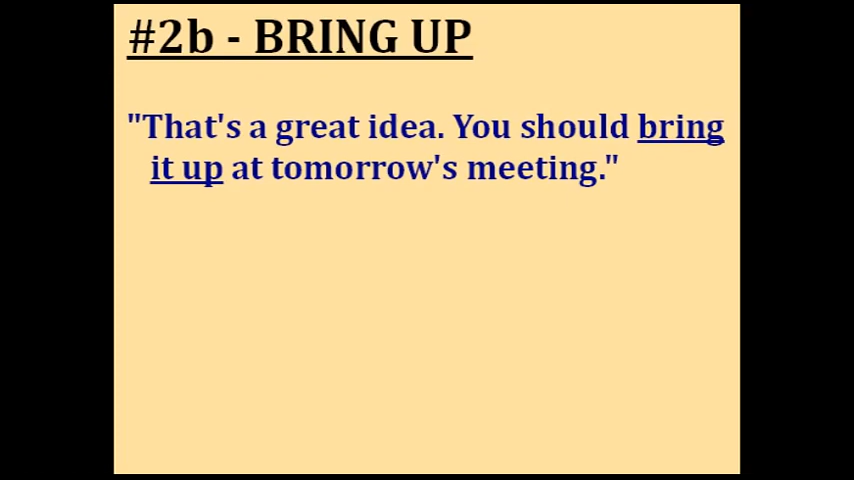 #2b - BRING UP
"That's a great idea. You should bring
it up at tomorrow's meeting."